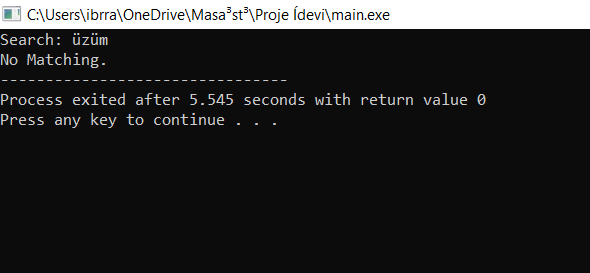 C:\Users\ibrra\OneDrive\Masa³st³\Proje Ídevi\main.exe
Search: üzüm
No Matching.
--------------------------------
Process exited after 5.545 seconds with return value 0
Press any key to continue . . .